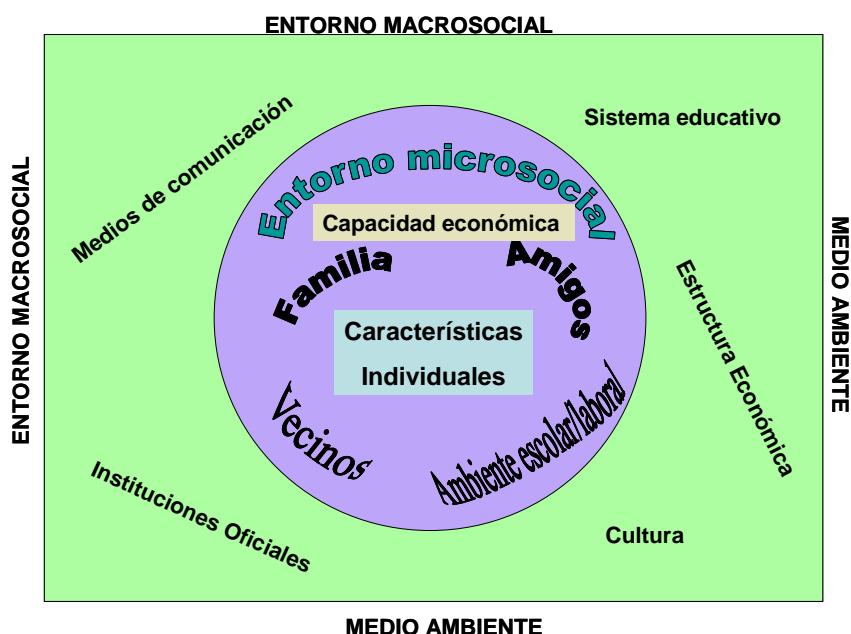 ENTORNO MACROSOCIAL
Medios de comunicación
Sistema educativo
Entorno microsocial
Capacidad económica
Familia
Amigos
Características
Individuales
Vecinos
Ambiente escolar/laboral
Instituciones Oficiales
Estructura Económica
Cultura
ENTORNO MACROSOCIAL
MEDIO AMBIENTE
MEDIO AMBIENTE